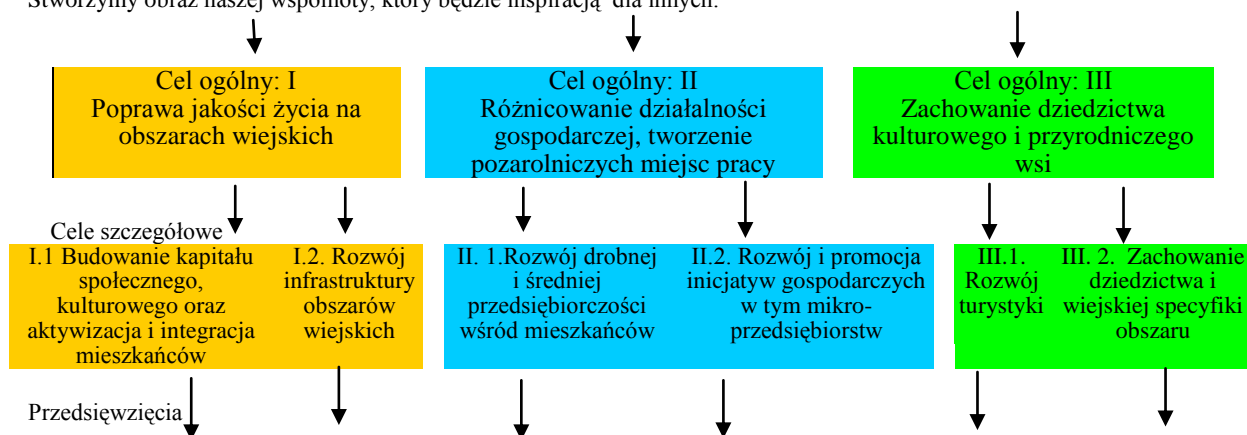 Stworzymy obraz naszej wspólnoty, który będzie inspiracją dla innych.
Cel ogólny: I
Poprawa jakości życia na
obszarach wiejskich
Cel ogólny: II
Różnicowanie działalności
gospodarczej, tworzenie
pozarolniczych miejsc pracy
Cel ogólny: III
Zachowanie dziedzictwa
kulturowego i przyrodniczego
wsi
Cele szczegółowe
I.1 Budowanie kapitału
społecznego,
kulturowego oraz
aktywizacja i integracja
mieszkańców
I.2. Rozwój
infrastruktury
obszarów
wiejskich
II. 1.Rozwój drobnej
i średniej
przedsiębiorczości
wśród mieszkańców
II.2. Rozwój i promocja
inicjatyw gospodarczych
w tym mikro-
przedsiębiorstw
III.1.
Rozwój
turystyki
III. 2. Zachowanie
dziedzictwa i
wiejskiej specyfiki
obszaru
Przedsięwzięcia